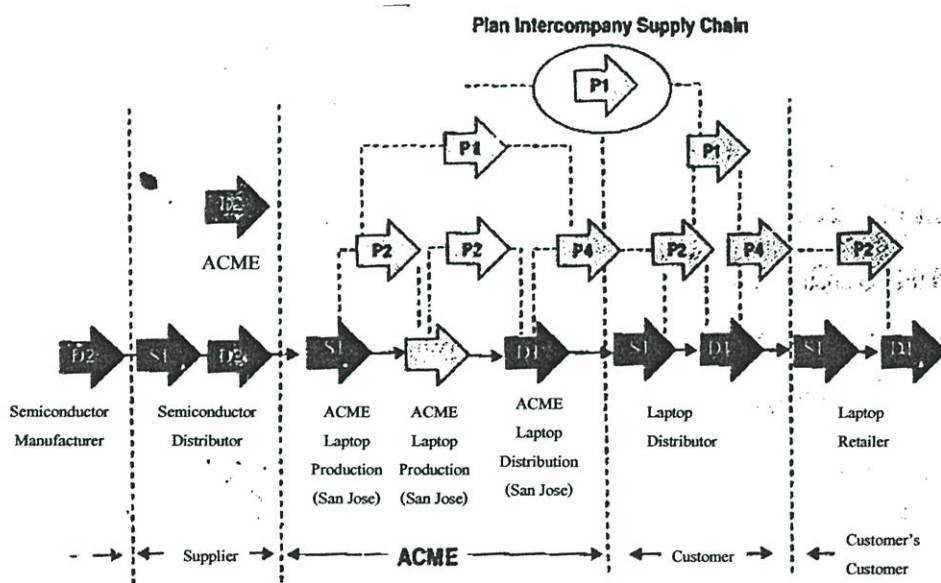 Plan Intercompany Supply Chain
P1
P1
P1
D2
ACME
P2
P2
P4
P2
P4
P2
D2
S1
D2
S1
D1
S1
D1
S1
D1
Semiconductor
Manufacturer
Semiconductor
Distributor
ACME
Laptop
Production
(San Jose)
ACME
Laptop
Production
(San Jose)
ACME
Laptop
Distribution
(San Jose)
Laptop
Distributor
Laptop
Retailer
Supplier
ACME
Customer
Customer's
Customer